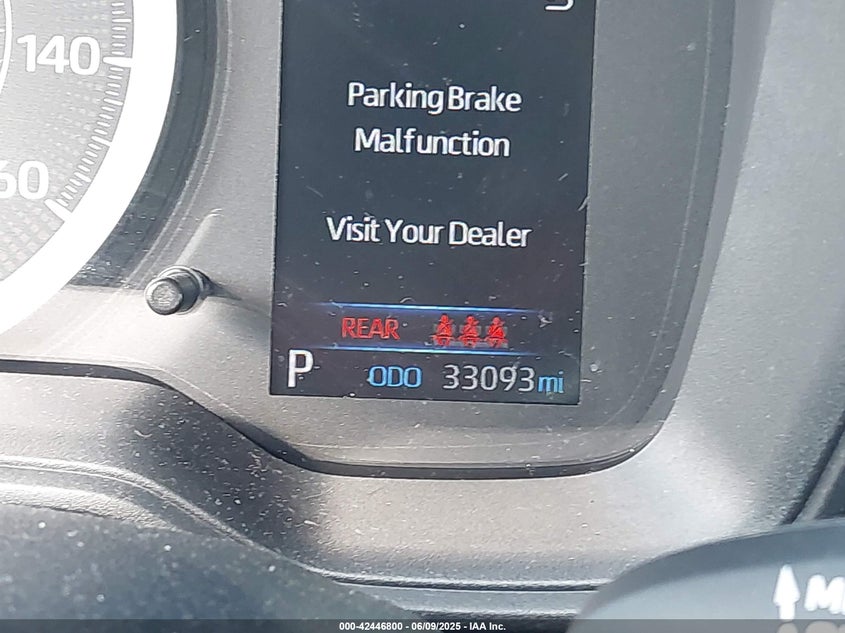 140
60
Parking Brake
Malfunction
Visit Your Dealer
REAR
P ODO 33093 mi
000-42446800 - 06/09/2025 - IAA Inc.